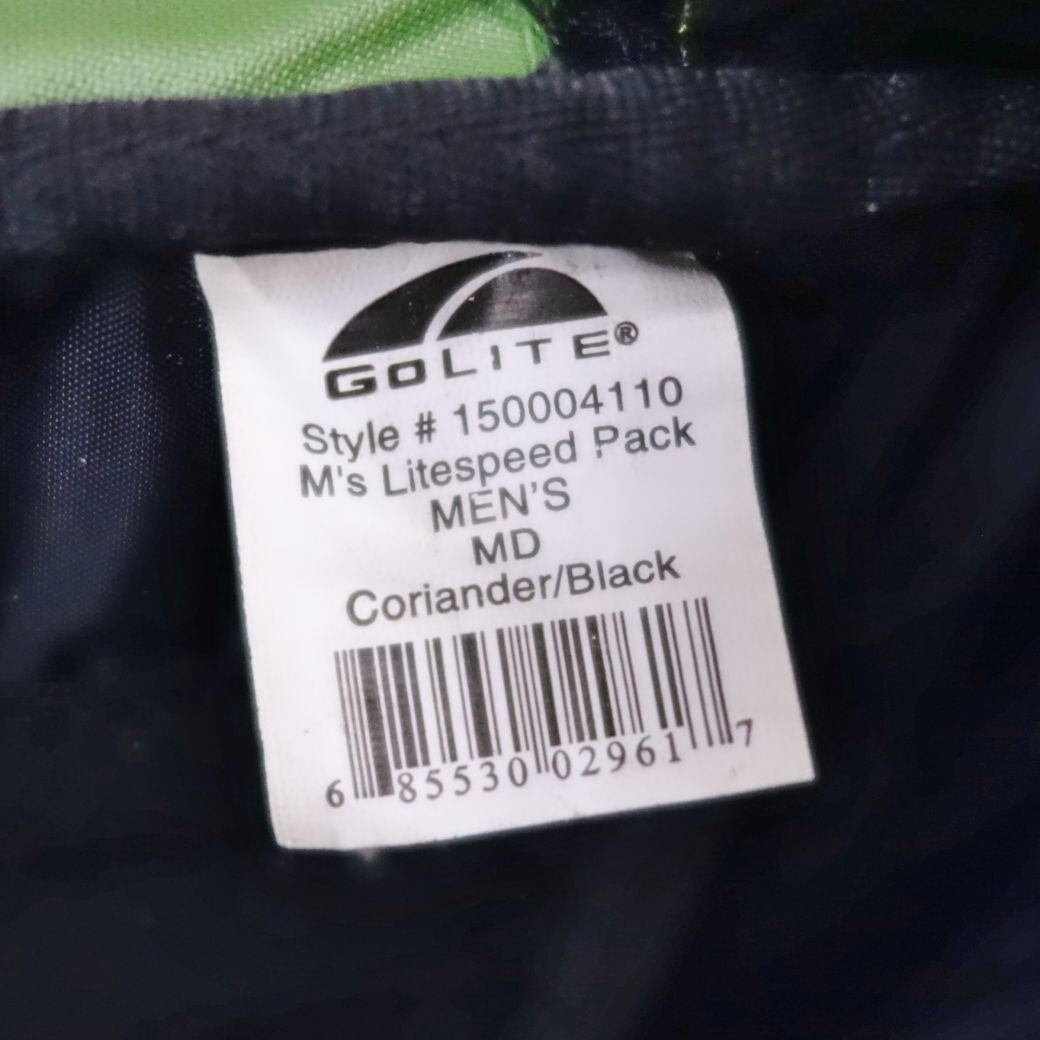 GOLITE®
Style # 150004110
M's Litespeed Pack
MEN'S
MD
Coriander/Black
6 85530 02961 7